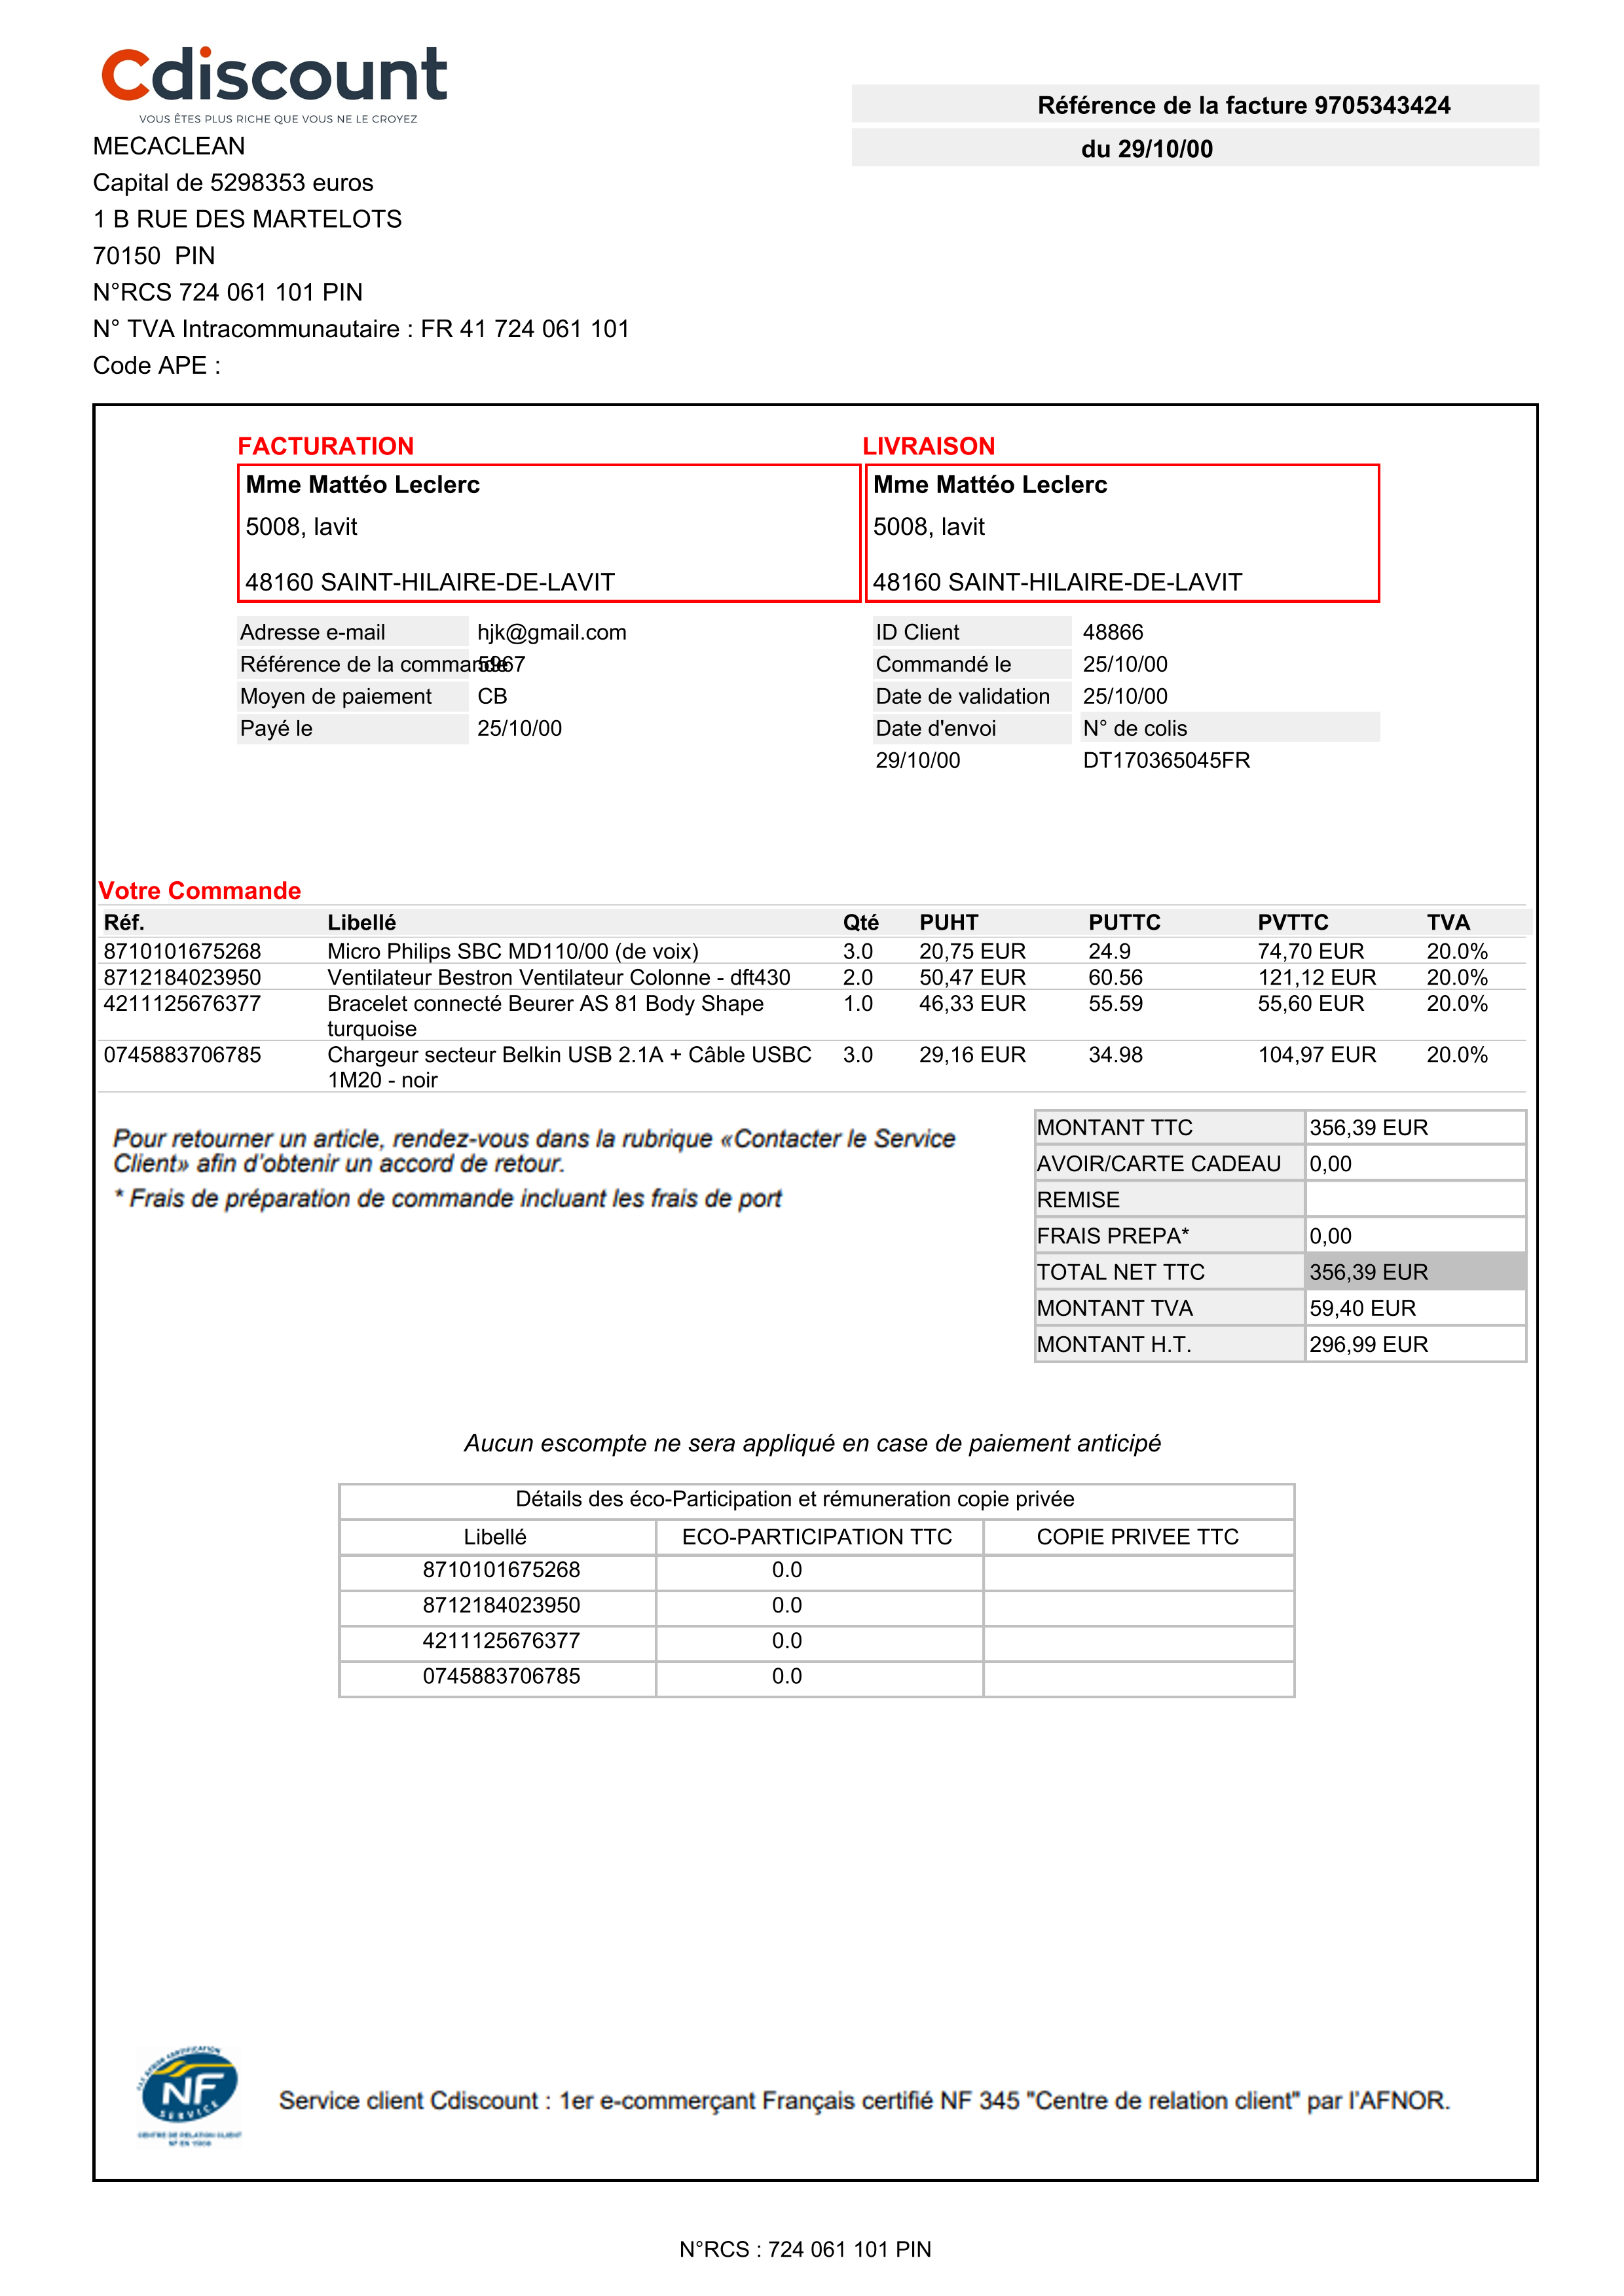 Cdiscount
VOUS ÊTES PLUS RICHE QUE VOUS NE LE CROYEZ
Référence de la facture 9705343424
du 29/10/00
MECACLEAN
Capital de 5298353 euros
1 B RUE DES MARTELOTS
70150 PIN
N°RCS 724 061 101 PIN
N° TVA Intracommunautaire : FR 41 724 061 101
Code APE :
FACTURATION
Mme Mattéo Leclerc
5008, lavit
48160 SAINT-HILAIRE-DE-LAVIT
LIVRAISON
Mme Mattéo Leclerc
5008, lavit
48160 SAINT-HILAIRE-DE-LAVIT
Adresse e-mail hjk@gmail.com
Référence de la commande 5967
Moyen de paiement CB
Payé le 25/10/00
ID Client 48866
Commandé le 25/10/00
Date de validation 25/10/00
Date d'envoi N° de colis
29/10/00 DT170365045FR
Votre Commande
Réf. Libellé Qté PUHT PUTTC PVTTC TVA
8710101675268 Micro Philips SBC MD110/00 (de voix) 3.0 20,75 EUR 24.9 74,70 EUR 20.0%
8712184023950 Ventilateur Bestron Ventilateur Colonne - dft430 2.0 50,47 EUR 60.56 121,12 EUR 20.0%
4211125676377 Bracelet connecté Beurer AS 81 Body Shape 1.0 46,33 EUR 55.59 55,60 EUR 20.0%
turquoise
0745883706785 Chargeur secteur Belkin USB 2.1A + Câble USBC 3.0 29,16 EUR 34.98 104,97 EUR 20.0%
1M20 - noir
Pour retourner un article, rendez-vous dans la rubrique «Contacter le Service
Client» afin d'obtenir un accord de retour.
* Frais de préparation de commande incluant les frais de port
MONTANT TTC 356,39 EUR
AVOIR/CARTE CADEAU 0,00
REMISE
FRAIS PREPA* 0,00
TOTAL NET TTC 356,39 EUR
MONTANT TVA 59,40 EUR
MONTANT H.T. 296,99 EUR
Aucun escompte ne sera appliqué en case de paiement anticipé
Détails des éco-Participation et rémuneration copie privée
Libellé ECO-PARTICIPATION TTC COPIE PRIVEE TTC
8710101675268 0.0
8712184023950 0.0
4211125676377 0.0
0745883706785 0.0
NF
SERVICE
CENTRE DE RELATION CLIENT
Service client Cdiscount : 1er e-commerçant Français certifié NF 345 "Centre de relation client" par l'AFNOR.
N°RCS : 724 061 101 PIN